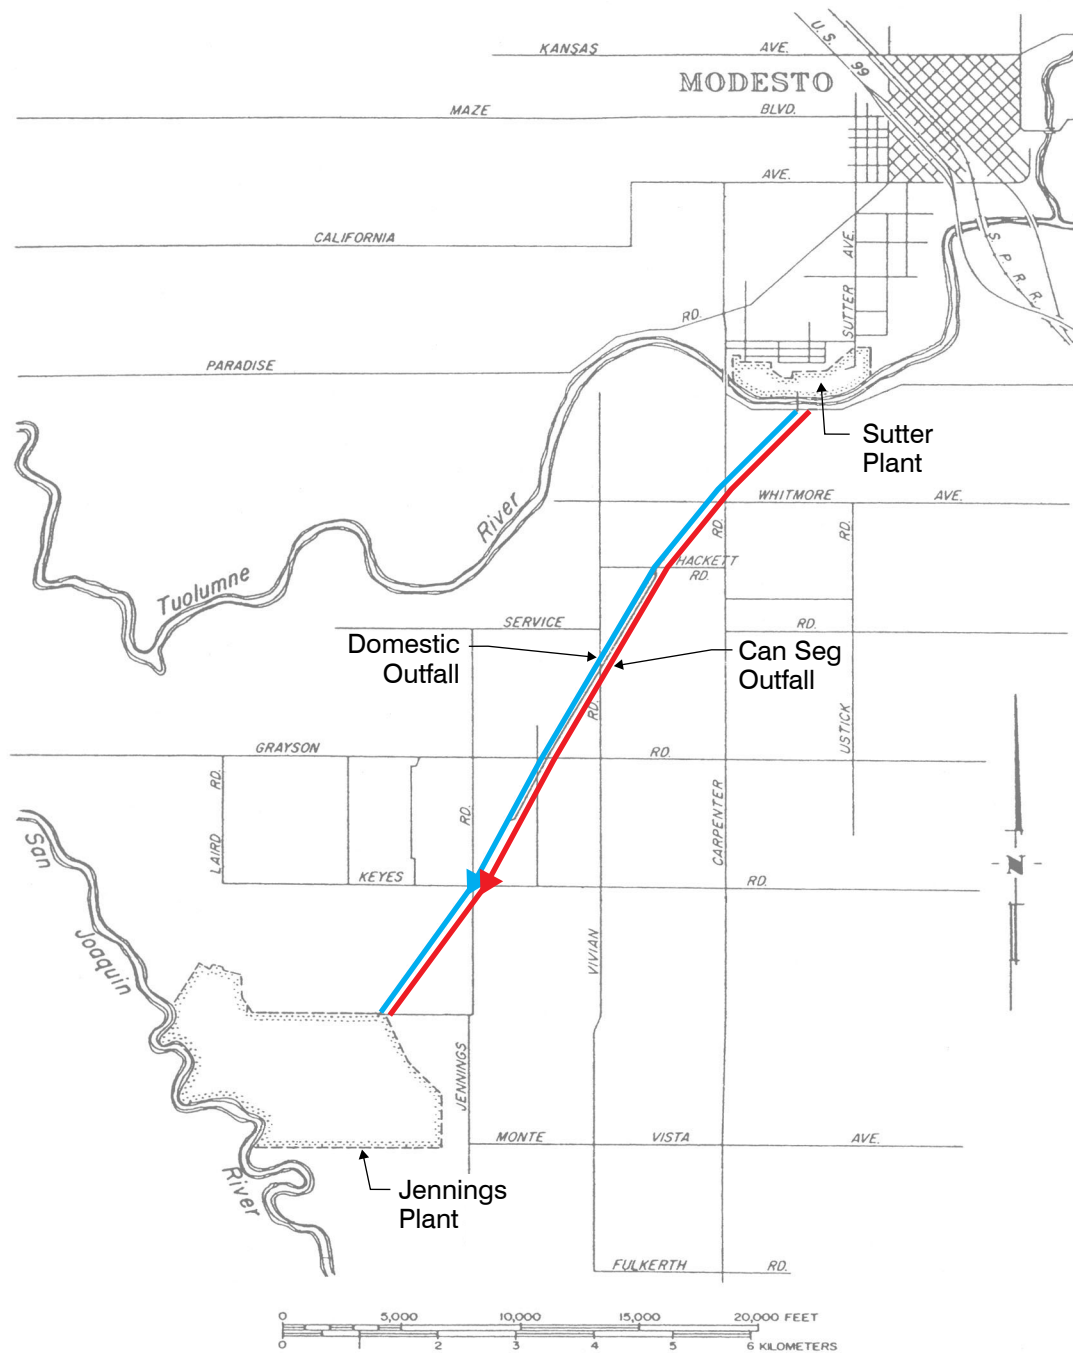 U.S.
99
KANSAS AVE.
MODESTO
MAZE BLVD.
AVE.
CALIFORNIA
SUTTER AVE.
S. P. R. R.
RD.
PARADISE
Sutter
Plant
River
WHITMORE AVE.
RD.
RD.
HACKETT
RD.
Tuolumne
SERVICE RD.
Domestic
Outfall
Can Seg
Outfall
RD.
USTICK
GRAYSON RD.
RD.
RD.
LAIRD
CARPENTER
San
KEYES RD.
N
Joaquin
VIVIAN
JENNINGS
MONTE VISTA AVE.
River
Jennings
Plant
FULKERTH RD.
0 5,000 10,000 15,000 20,000 FEET
0 1 2 3 4 5 6 KILOMETERS